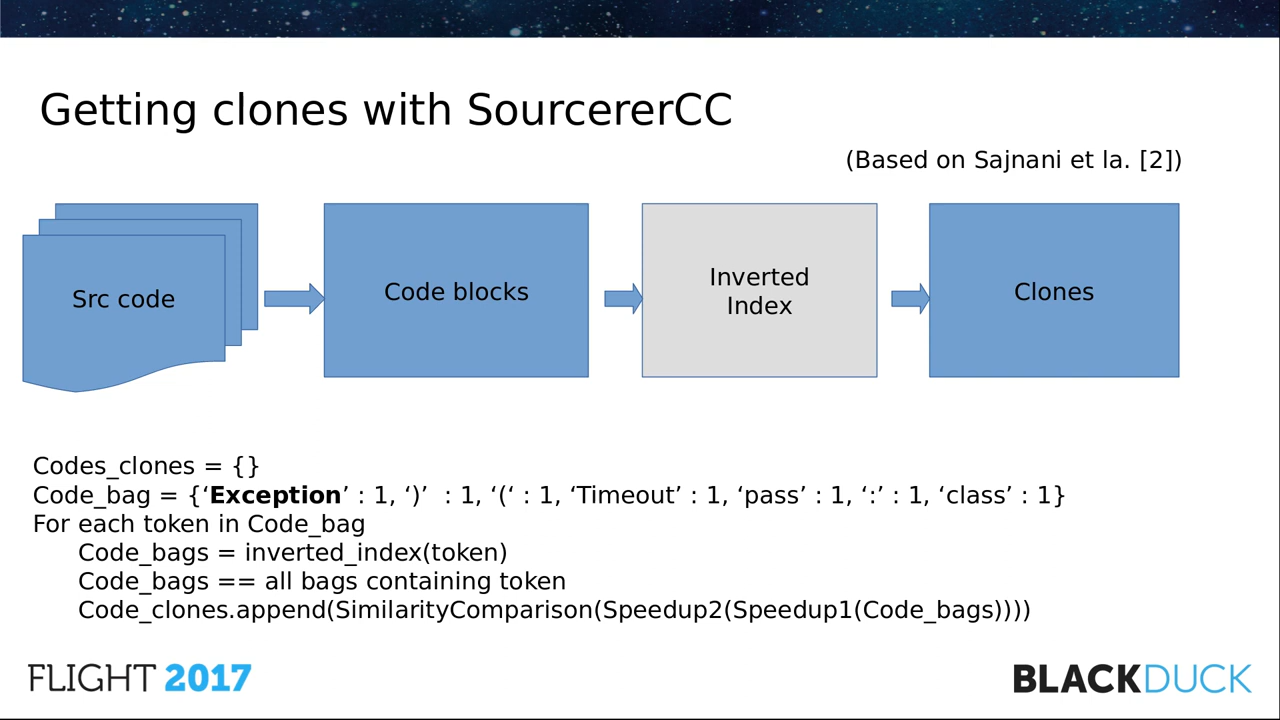 Getting clones with SourcererCC
(Based on Sajnani et la. [2])
Src code
Code blocks
Inverted
Index
Clones
Codes_clones = {}
Code_bag = {‘Exception’ : 1, ‘)’  : 1, ‘(‘ : 1, ‘Timeout’ : 1, ‘pass’ : 1, ‘:’ : 1, ‘class’ : 1}
For each token in Code_bag
Code_bags = inverted_index(token)
Code_bags == all bags containing token
Code_clones.append(SimilarityComparison(Speedup2(Speedup1(Code_bags))))
FLIGHT 2017
BLACKDUCK